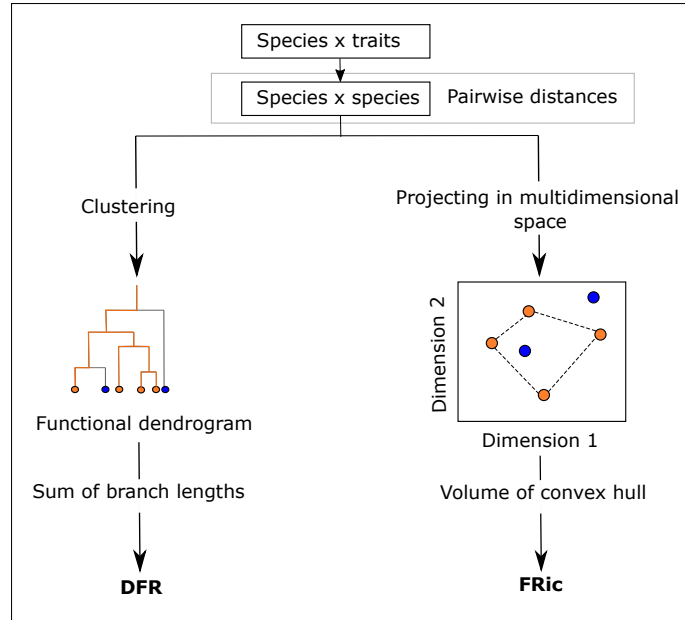 Species x traits
Species x species
Pairwise distances
Clustering
Projecting in multidimensional
space
Dimension 2
Functional dendrogram
Dimension 1
Sum of branch lengths
Volume of convex hull
DFR
FRic